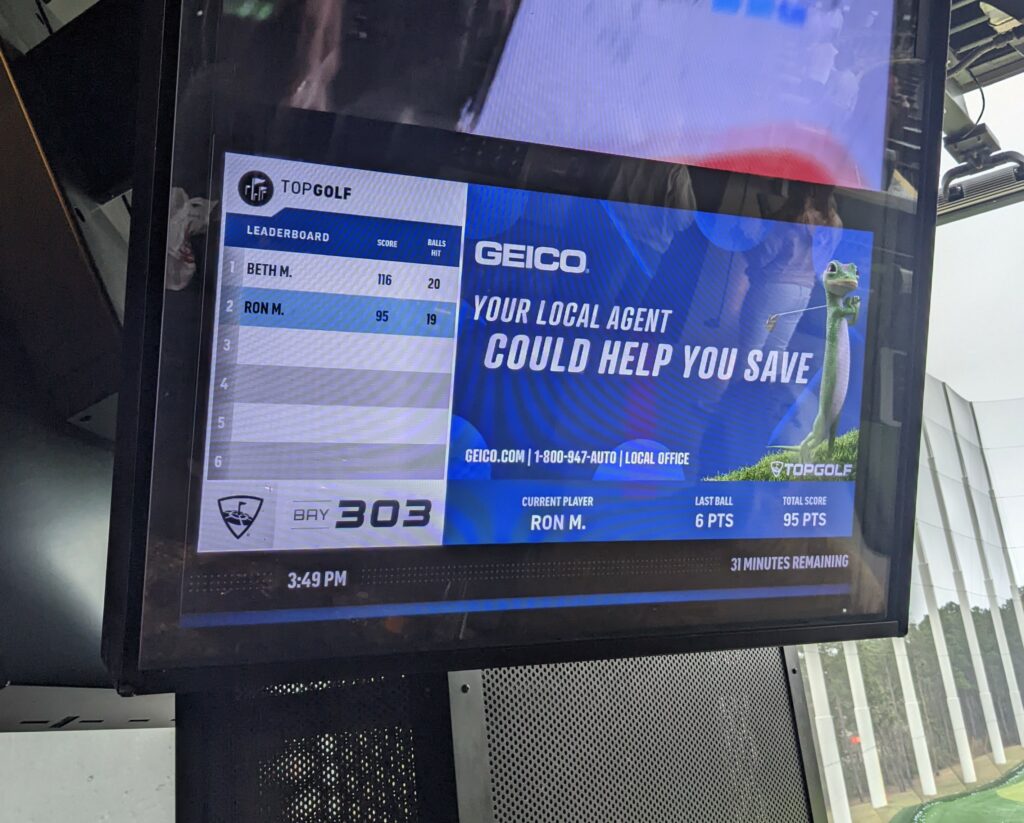 TOPGOLF
LEADERBOARD SCORE BALLS HIT
1 BETH M. 116 20
2 RON M. 95 19
3
4
5
6
BAY 303
GEICO.
YOUR LOCAL AGENT
COULD HELP YOU SAVE
GEICO.COM | 1-800-947-AUTO | LOCAL OFFICE
TOPGOLF
CURRENT PLAYER LAST BALL TOTAL SCORE
RON M. 6 PTS 95 PTS
3:49 PM 31 MINUTES REMAINING